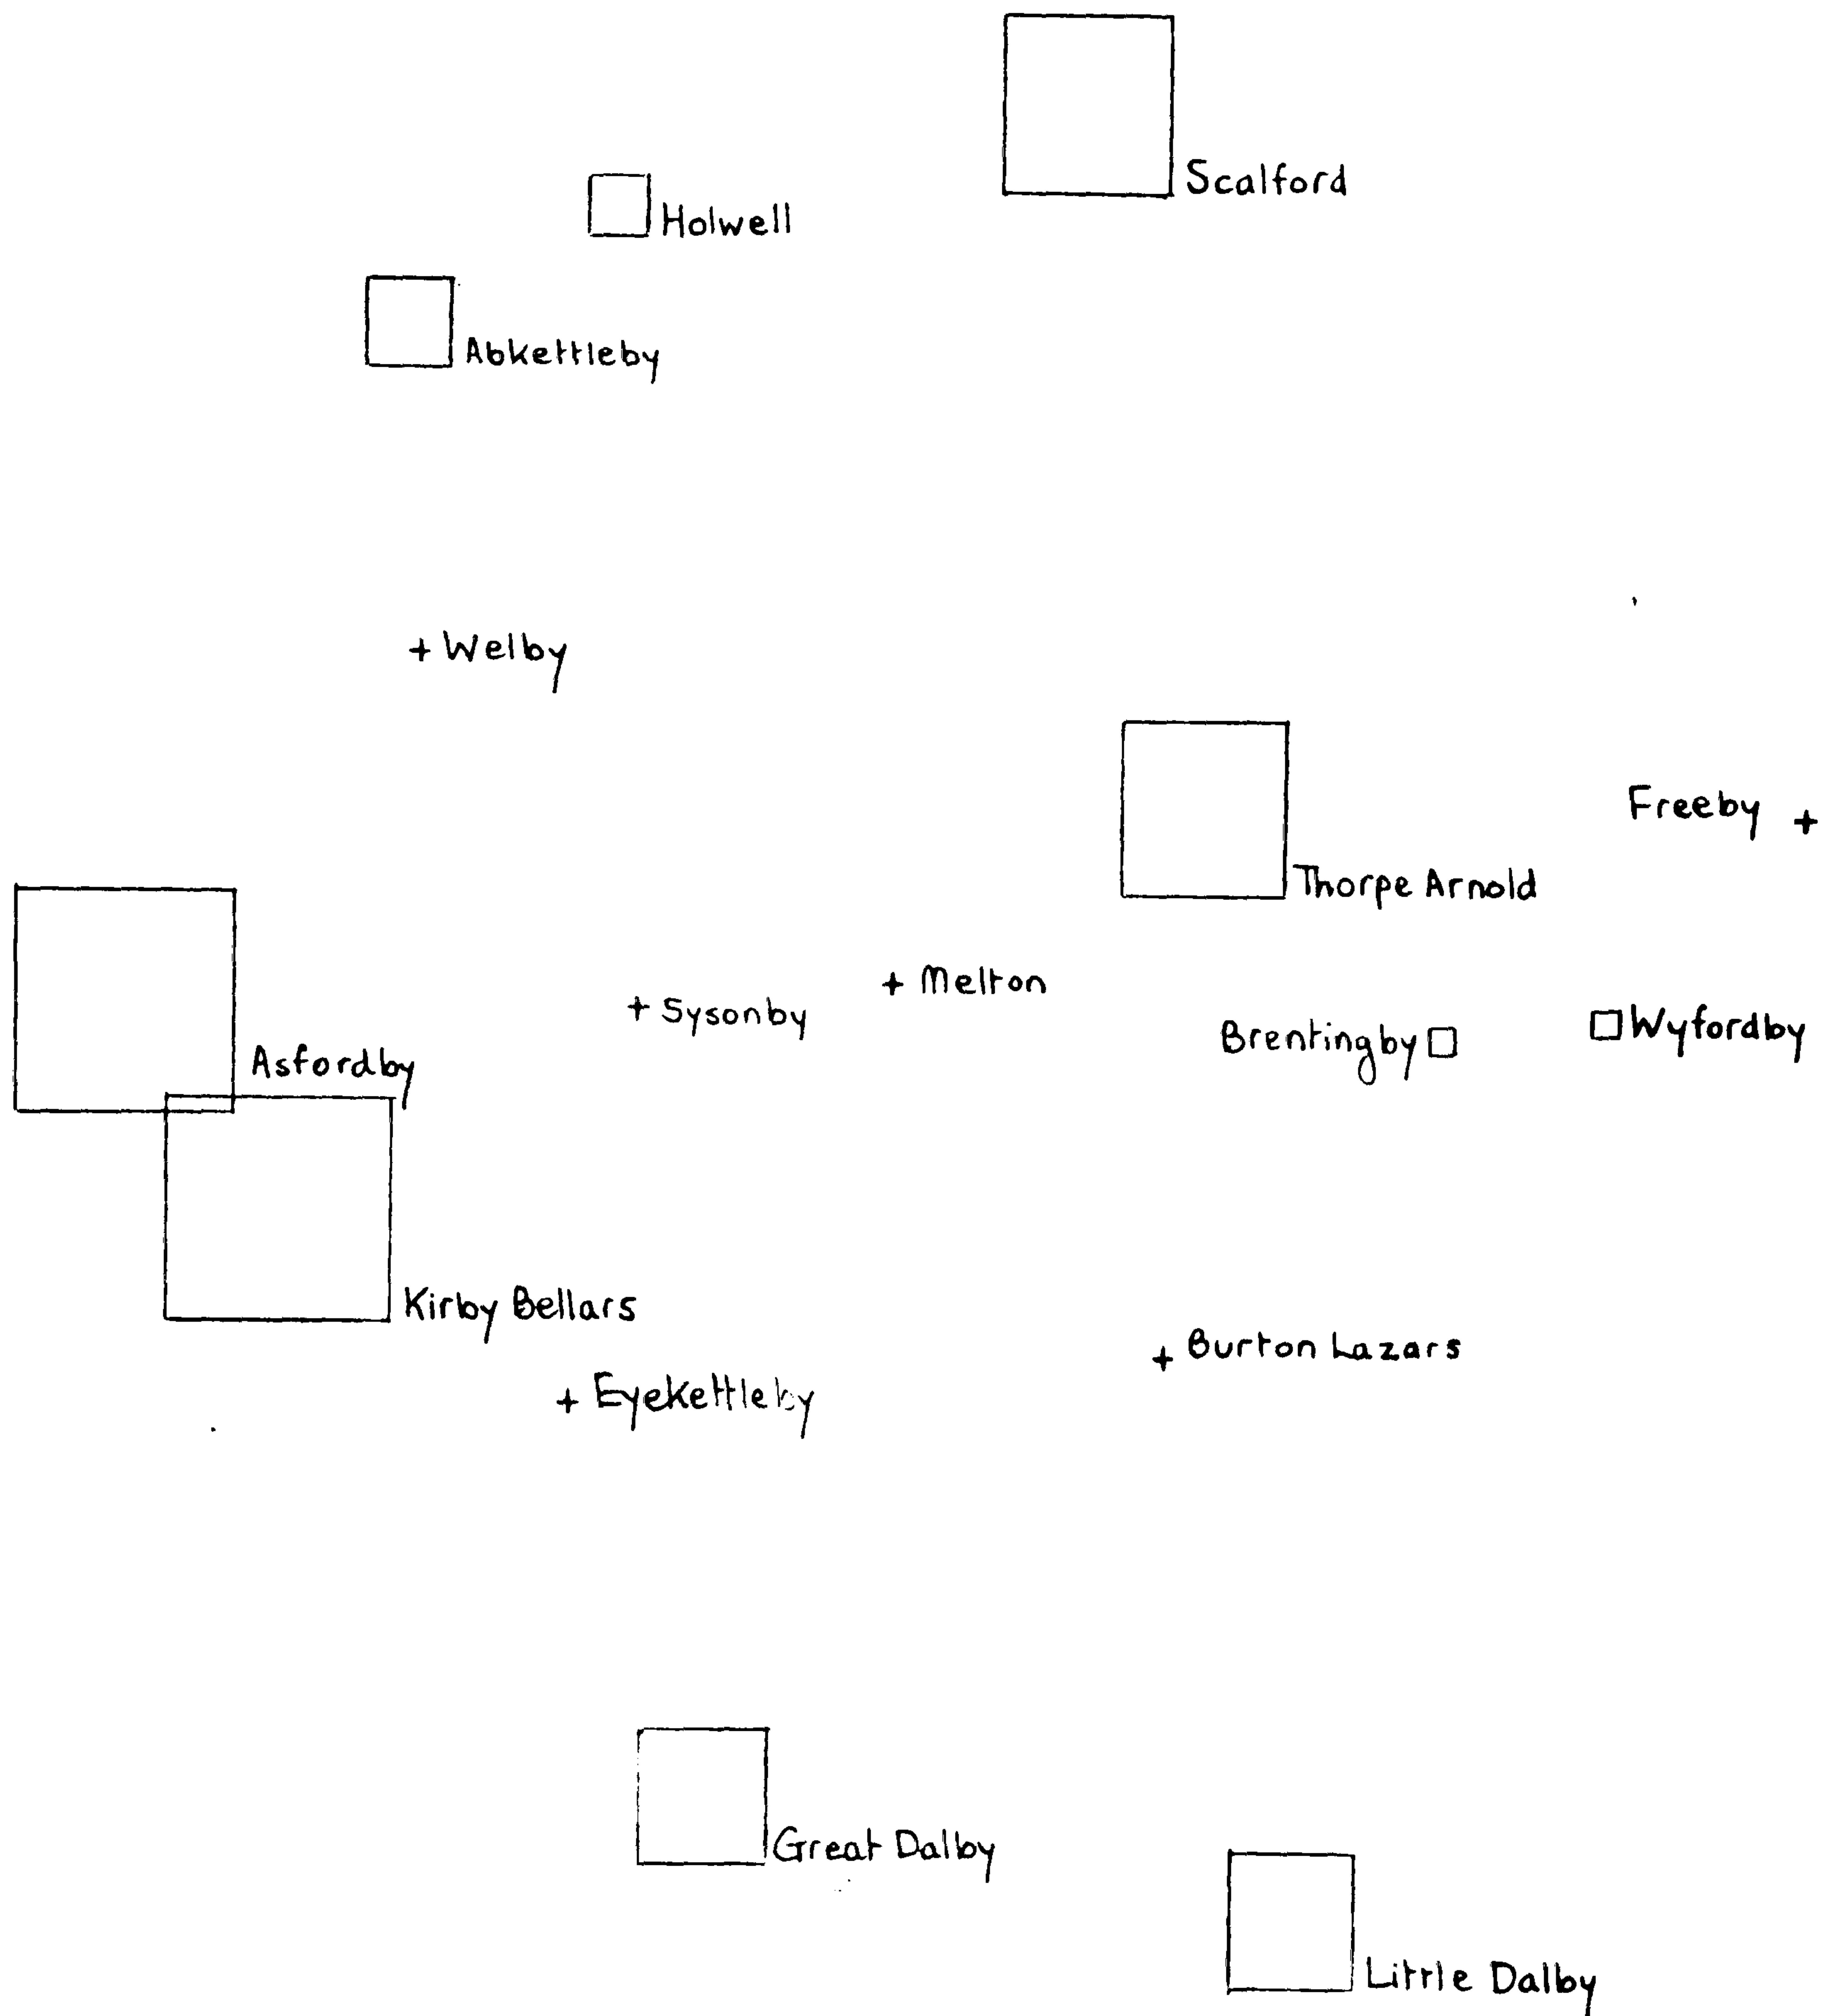 Scalford
Holwell
Abkettleby
Welby
Freeby
Thorpe Arnold
Melton
Sysonby
Brentingby
Wyfordby
Asfordby
Kirby Bellars
Burton Lazars
Eyekettleby
Great Dalby
Little Dalby